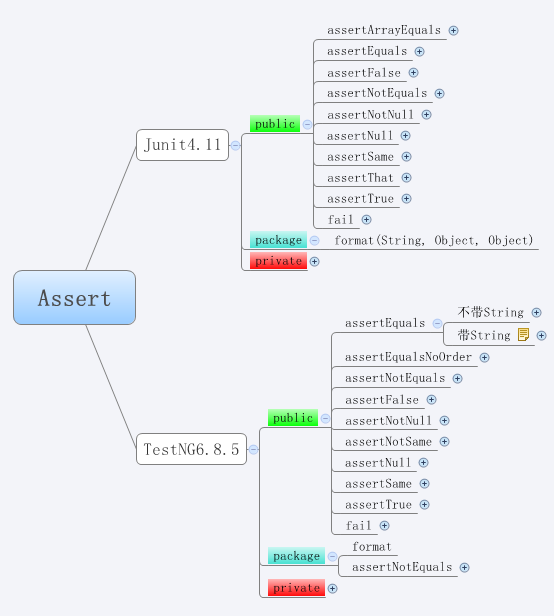 Assert
Junit4.11
public
assertArrayEquals
assertEquals
assertFalse
assertNotEquals
assertNotNull
assertNull
assertSame
assertThat
assertTrue
fail
package
format(String, Object, Object)
private
TestNG6.8.5
public
assertEquals
不带String
带String
assertEqualsNoOrder
assertNotEquals
assertFalse
assertNotNull
assertNotSame
assertNull
assertSame
assertTrue
fail
package
format
assertNotEquals
private